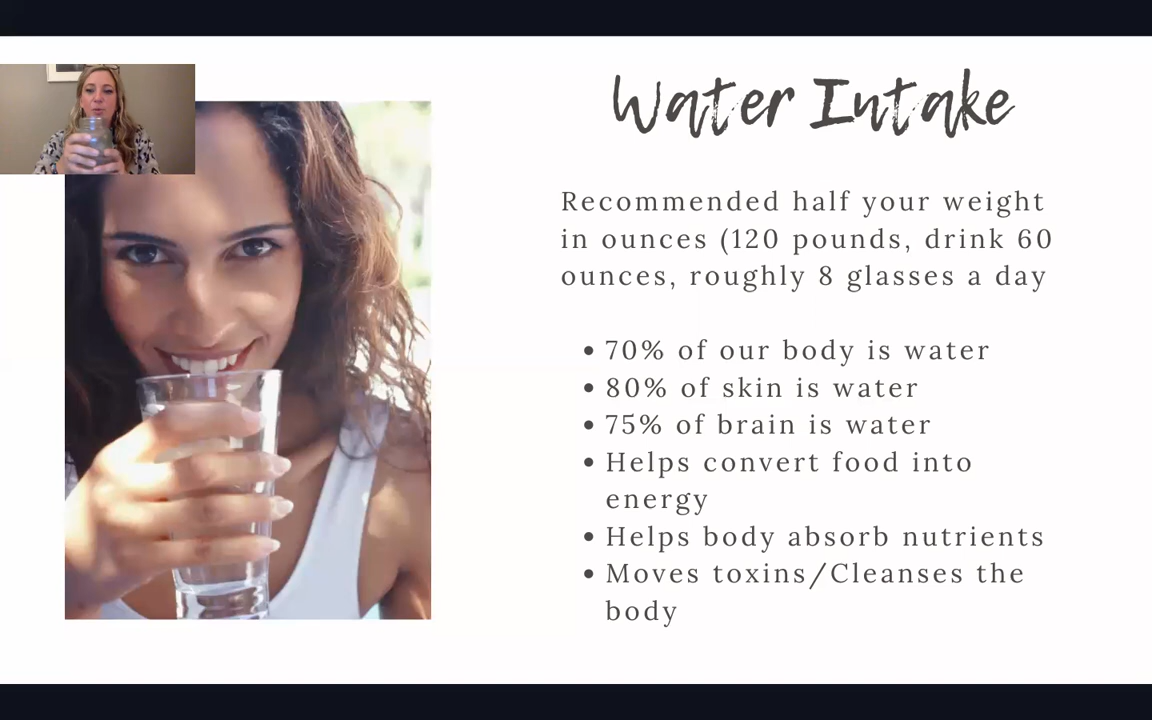 Water Intake
Recommended half your weight
in ounces (120 pounds, drink 60
ounces, roughly 8 glasses a day
• 70% of our body is water
• 80% of skin is water
• 75% of brain is water
• Helps convert food into
energy
• Helps body absorb nutrients
• Moves toxins/Cleanses the
body